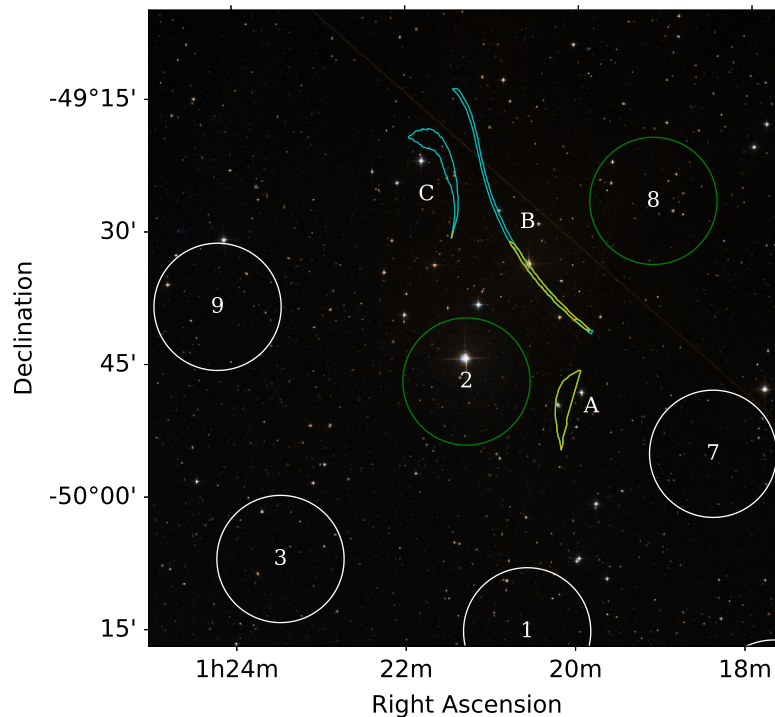 -49°15'
C
8
B
30'
9
45'
2
A
7
-50°00'
3
1
15'
1h24m 22m 20m 18m
Declination
Right Ascension